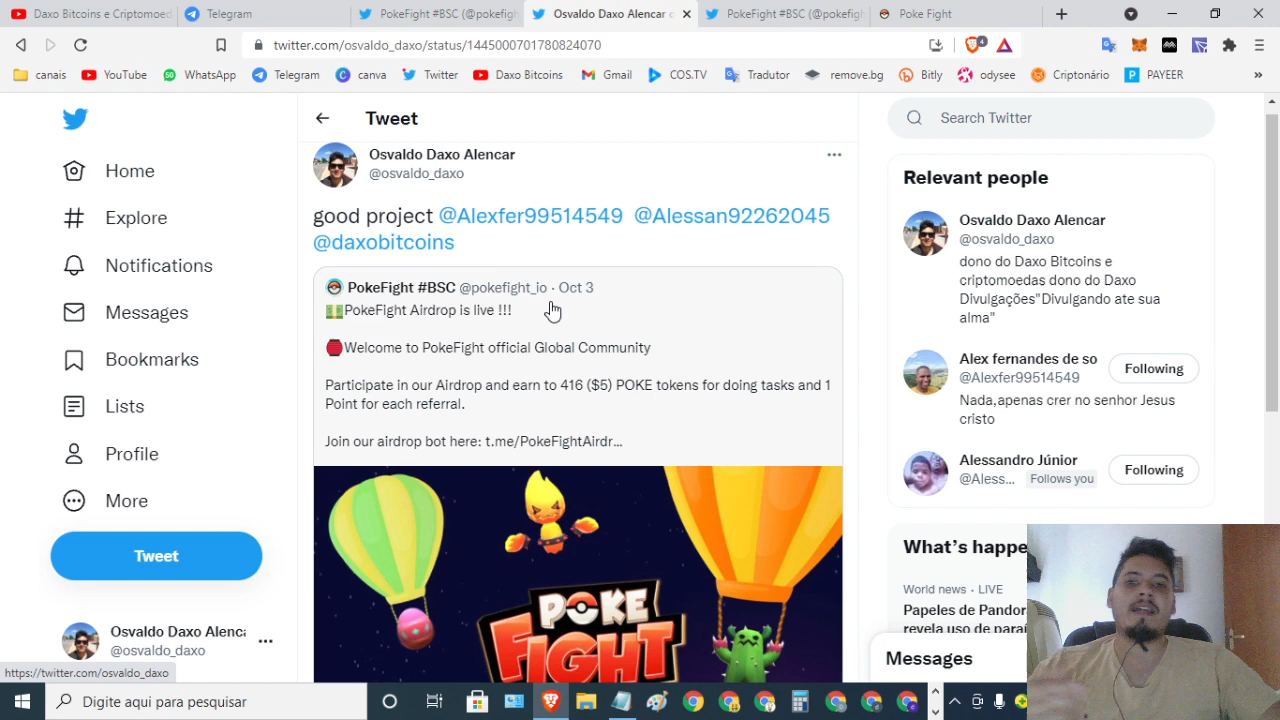 Daxo Bitcoins e Criptomoed
Telegram
PokeFight #BSC (@pokefigh
Osvaldo Daxo Alencar
PokeFight #BSC (@pokefigh
Poke Fight
twitter.com/osvaldo_daxo/status/1445000701780824070
4
canais
YouTube
WhatsApp
Telegram
canva
Twitter
Daxo Bitcoins
Gmail
COS.TV
Tradutor
remove.bg
Bitly
odysee
Criptonário
PAYEER
Home
Explore
Notifications
Messages
Bookmarks
Lists
Profile
More
Tweet
Osvaldo Daxo Alenca
@osvaldo_daxo
https://twitter.com/osvaldo_daxo
Tweet
Osvaldo Daxo Alencar
@osvaldo_daxo
good project @Alexfer99514549 @Alessan92262045
@daxobitcoins
PokeFight #BSC @pokefight_io · Oct 3
PokeFight Airdrop is live !!!
Welcome to PokeFight official Global Community
Participate in our Airdrop and earn to 416 ($5) POKE tokens for doing tasks and 1
Point for each referral.
Join our airdrop bot here: t.me/PokeFightAirdr...
POKE
FIGHT
Search Twitter
Relevant people
Osvaldo Daxo Alencar
@osvaldo_daxo
dono do Daxo Bitcoins e
criptomoedas dono do Daxo
Divulgações"Divulgando ate sua
alma"
Alex fernandes de so
@Alexfer99514549
Following
Nada,apenas crer no senhor Jesus
cristo
Alessandro Júnior
@Aless... Follows you
Following
What's happe
World news · LIVE
Papeles de Pandor
revela uso de paraí
Messages
Digite aqui para pesquisar